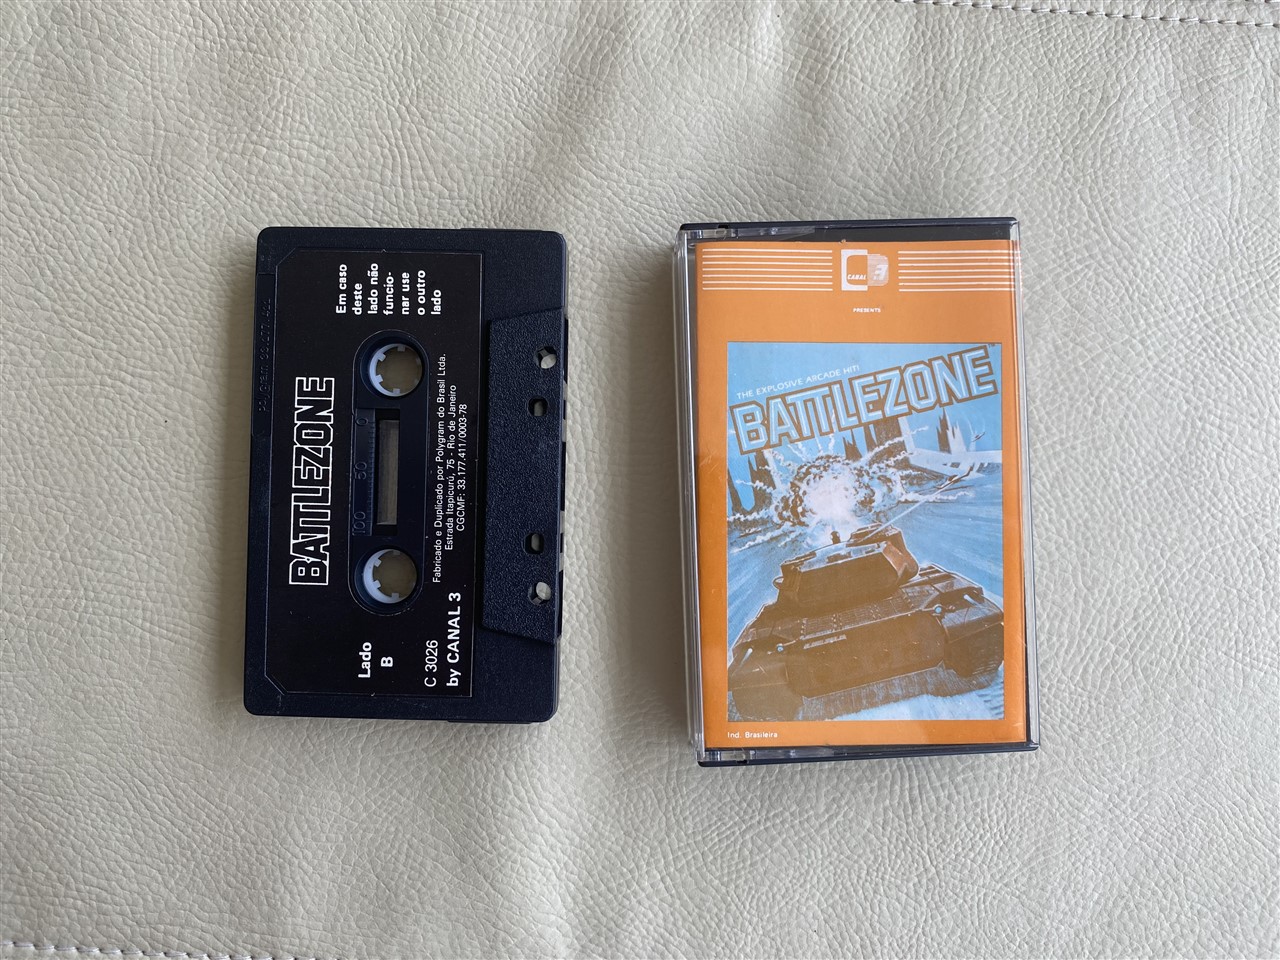 BATTLEZONE
Em caso
deste
lado não
funcio-
nar use
o outro
lado
Lado
B
100 50 0
Fabricado e Duplicado por Polygram do Brasil Ltda.
Estrada Itapicurú, 75 - Rio de Janeiro
CGCMF: 33.177.411/0003-78
C 3026
by CANAL 3
CANAL 3
PRESENTS
THE EXPLOSIVE ARCADE HIT!
BATTLEZONE
Ind. Brasileira